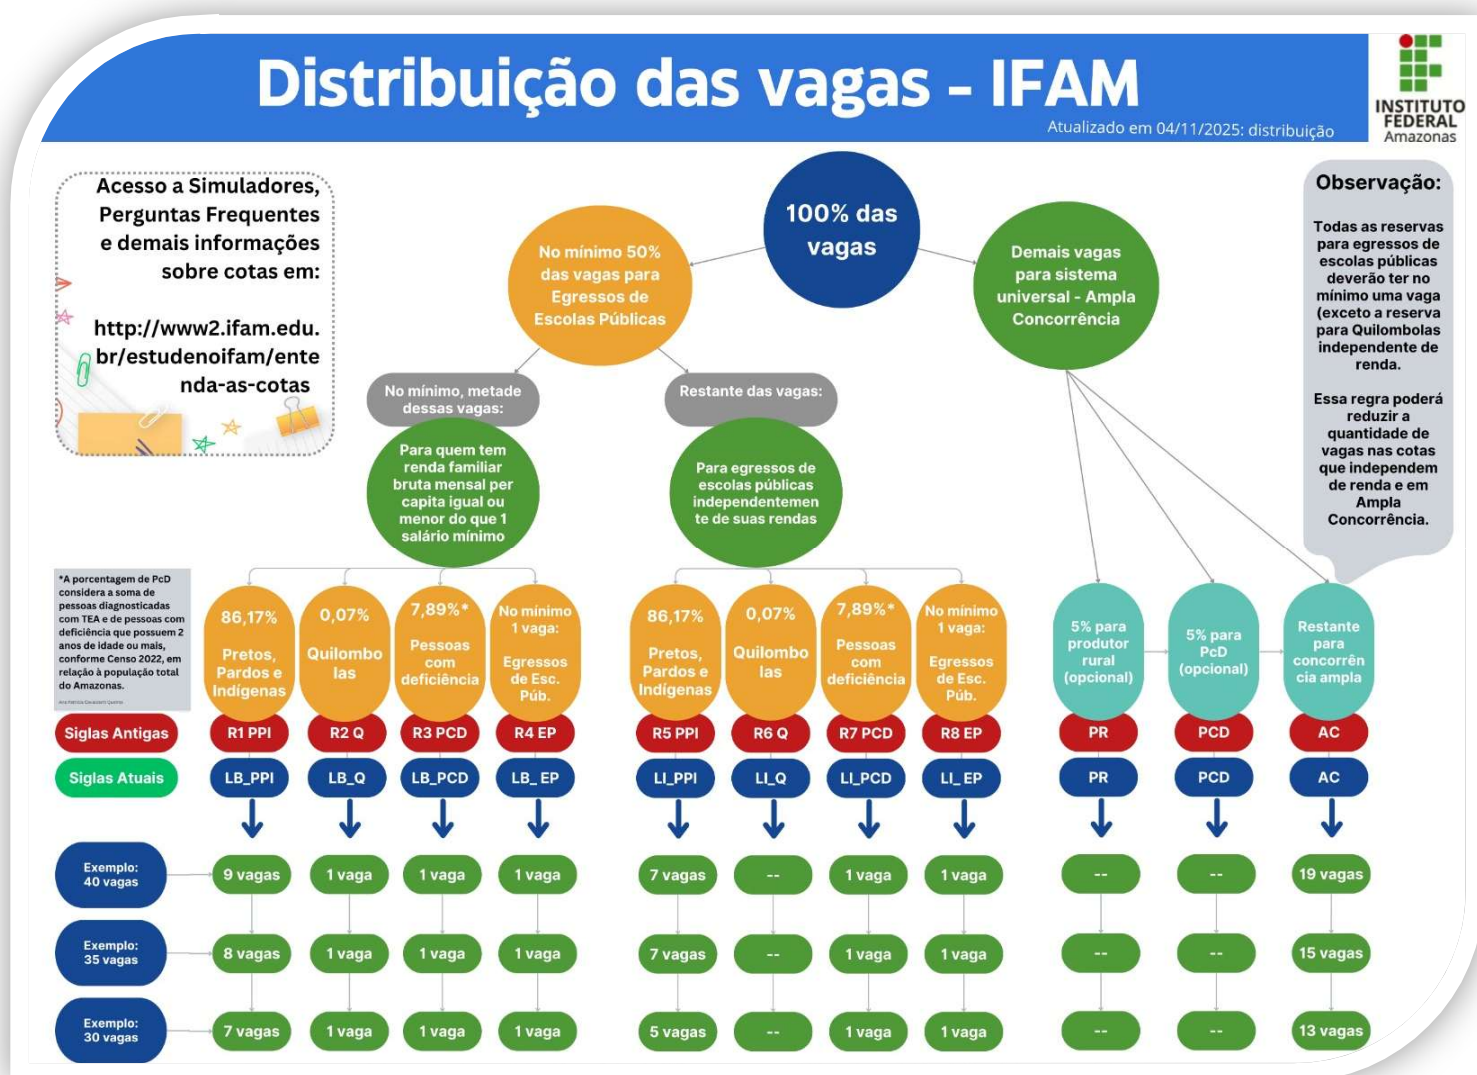 Distribuição das vagas - IFAM
Atualizado em 04/11/2025: distribuição
INSTITUTO
FEDERAL
Amazonas
Acesso a Simuladores,
Perguntas Frequentes
e demais informações
sobre cotas em:
http://www2.ifam.edu.
br/estudenoifam/ente
nda-as-cotas
100% das
vagas
No mínimo 50%
das vagas para
Egressos de
Escolas Públicas
Demais vagas
para sistema
universal - Ampla
Concorrência
Observação:
Todas as reservas
para egressos de
escolas públicas
deverão ter no
mínimo uma vaga
(exceto a reserva
para Quilombolas
independente de
renda.
Essa regra poderá
reduzir a
quantidade de
vagas nas cotas
que independem
de renda e em
Ampla
Concorrência.
No mínimo, metade
dessas vagas:
Restante das vagas:
Para quem tem
renda familiar
bruta mensal per
capita igual ou
menor do que 1
salário mínimo
Para egressos de
escolas públicas
independentemen
te de suas rendas
*A porcentagem de PcD
considera a soma de
pessoas diagnosticadas
com TEA e de pessoas com
deficiência que possuem 2
anos de idade ou mais,
conforme Censo 2022, em
relação à população total
do Amazonas.
86,17%
Pretos,
Pardos e
Indígenas
0,07%
Quilombo
las
7,89%*
Pessoas
com
deficiência
No mínimo
1 vaga:
Egressos
de Esc.
Púb.
86,17%
Pretos,
Pardos e
Indígenas
0,07%
Quilombo
las
7,89%*
Pessoas
com
deficiência
No mínimo
1 vaga:
Egressos
de Esc.
Púb.
5% para
produtor
rural
(opcional)
5% para
PcD
(opcional)
Restante
para
concorrên
cia ampla
Siglas Antigas R1 PPI R2 Q R3 PCD R4 EP R5 PPI R6 Q R7 PCD R8 EP PR PCD AC
Siglas Atuais LB_PPI LB_Q LB_PCD LB_ EP LI_PPI LI_Q LI_PCD LI_ EP PR PCD AC
Exemplo:
40 vagas
9 vagas 1 vaga 1 vaga 1 vaga 7 vagas -- 1 vaga 1 vaga -- -- 19 vagas
Exemplo:
35 vagas
8 vagas 1 vaga 1 vaga 1 vaga 7 vagas -- 1 vaga 1 vaga -- -- 15 vagas
Exemplo:
30 vagas
7 vagas 1 vaga 1 vaga 1 vaga 5 vagas -- 1 vaga 1 vaga -- -- 13 vagas